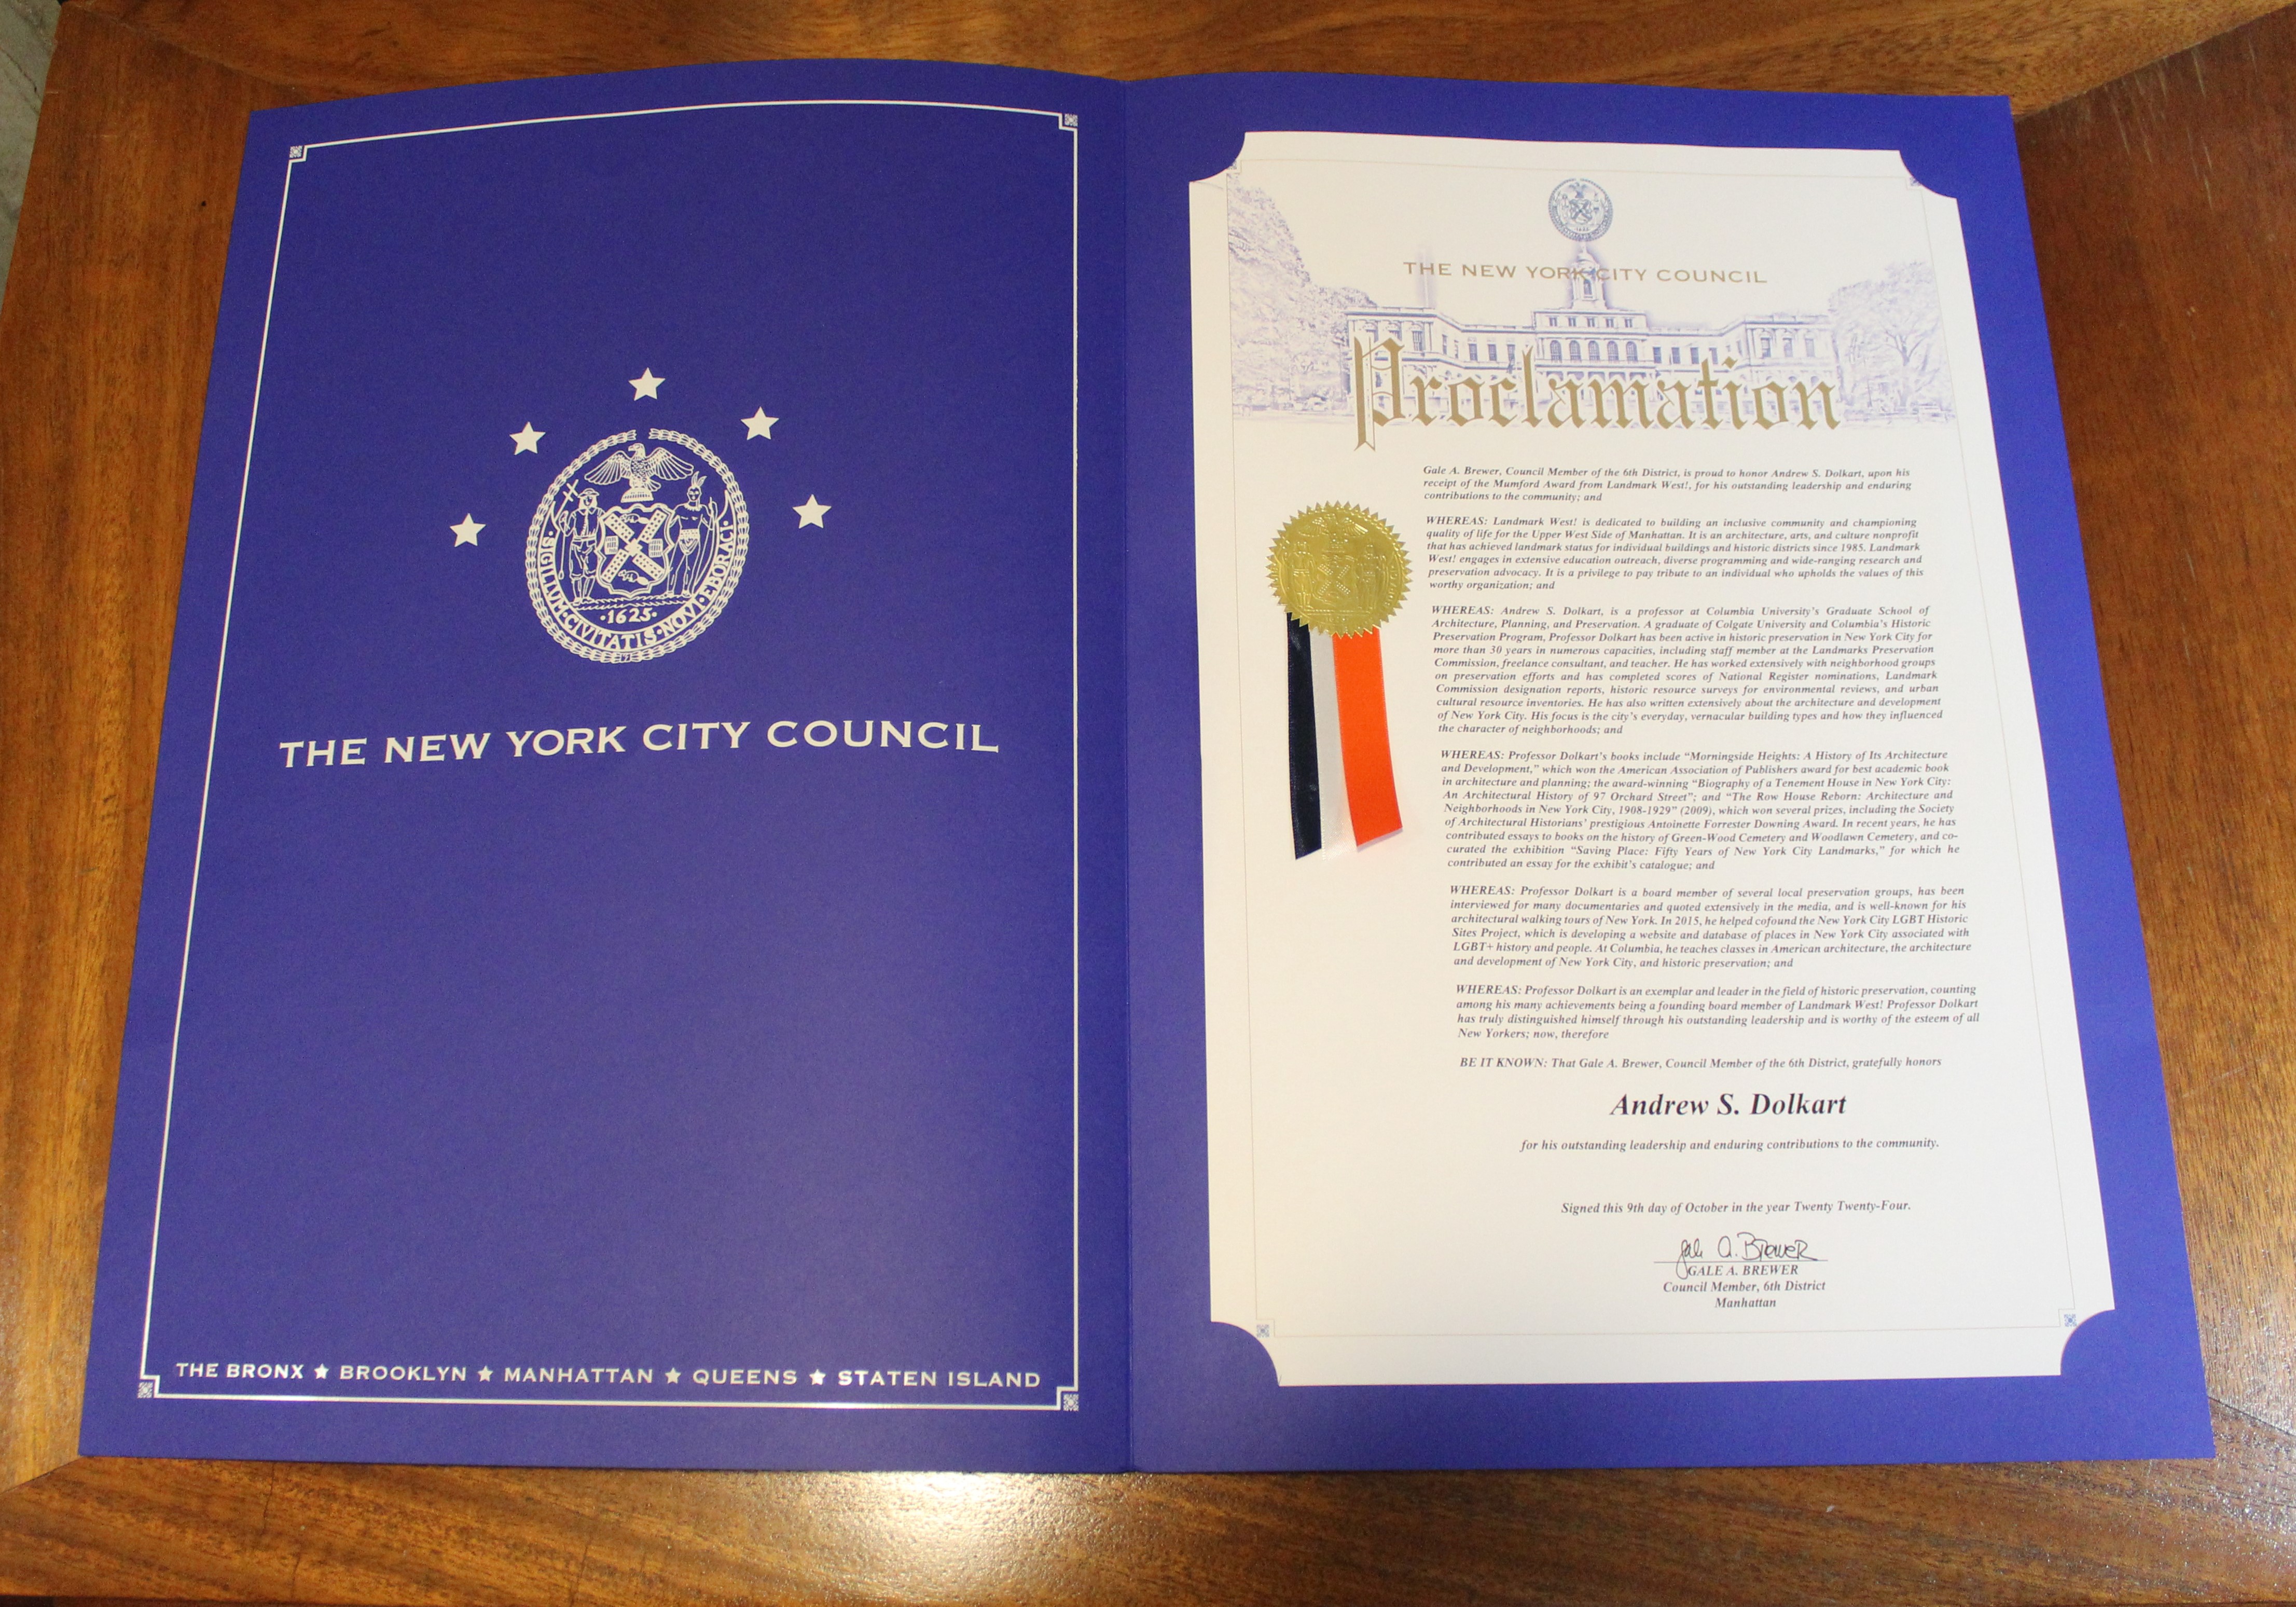 SIGILLUM·CIVITATIS·NOVI·EBORACI
·1625·
THE NEW YORK CITY COUNCIL
THE BRONX ★ BROOKLYN ★ MANHATTAN ★ QUEENS ★ STATEN ISLAND
THE NEW YORK CITY COUNCIL
Proclamation
Gale A. Brewer, Council Member of the 6th District, is proud to honor Andrew S. Dolkart, upon his
receipt of the Mumford Award from Landmark West!, for his outstanding leadership and enduring
contributions to the community; and
WHEREAS: Landmark West! is dedicated to building an inclusive community and championing
quality of life for the Upper West Side of Manhattan. It is an architecture, arts, and culture nonprofit
that has achieved landmark status for individual buildings and historic districts since 1985. Landmark
West! engages in extensive education outreach, diverse programming and wide-ranging research and
preservation advocacy. It is a privilege to pay tribute to an individual who upholds the values of this
worthy organization; and
WHEREAS: Andrew S. Dolkart, is a professor at Columbia University's Graduate School of
Architecture, Planning, and Preservation. A graduate of Colgate University and Columbia's Historic
Preservation Program, Professor Dolkart has been active in historic preservation in New York City for
more than 30 years in numerous capacities, including staff member at the Landmarks Preservation
Commission, freelance consultant, and teacher. He has worked extensively with neighborhood groups
on preservation efforts and has completed scores of National Register nominations, Landmark
Commission designation reports, historic resource surveys for environmental reviews, and urban
cultural resource inventories. He has also written extensively about the architecture and development
of New York City. His focus is the city's everyday, vernacular building types and how they influenced
the character of neighborhoods; and
WHEREAS: Professor Dolkart's books include “Morningside Heights: A History of Its Architecture
and Development,” which won the American Association of Publishers award for best academic book
in architecture and planning; the award-winning “Biography of a Tenement House in New York City:
An Architectural History of 97 Orchard Street”; and “The Row House Reborn: Architecture and
Neighborhoods in New York City, 1908-1929” (2009), which won several prizes, including the Society
of Architectural Historians' prestigious Antoinette Forrester Downing Award. In recent years, he has
contributed essays to books on the history of Green-Wood Cemetery and Woodlawn Cemetery, and co-
curated the exhibition “Saving Place: Fifty Years of New York City Landmarks,” for which he
contributed an essay for the exhibit's catalogue; and
WHEREAS: Professor Dolkart is a board member of several local preservation groups, has been
interviewed for many documentaries and quoted extensively in the media, and is well-known for his
architectural walking tours of New York. In 2015, he helped cofound the New York City LGBT Historic
Sites Project, which is developing a website and database of places in New York City associated with
LGBT+ history and people. At Columbia, he teaches classes in American architecture, the architecture
and development of New York City, and historic preservation; and
WHEREAS: Professor Dolkart is an exemplar and leader in the field of historic preservation, counting
among his many achievements being a founding board member of Landmark West! Professor Dolkart
has truly distinguished himself through his outstanding leadership and is worthy of the esteem of all
New Yorkers; now, therefore
BE IT KNOWN: That Gale A. Brewer, Council Member of the 6th District, gratefully honors
Andrew S. Dolkart
for his outstanding leadership and enduring contributions to the community.
Signed this 9th day of October in the year Twenty Twenty-Four.
Gale A. Brewer
GALE A. BREWER
Council Member, 6th District
Manhattan